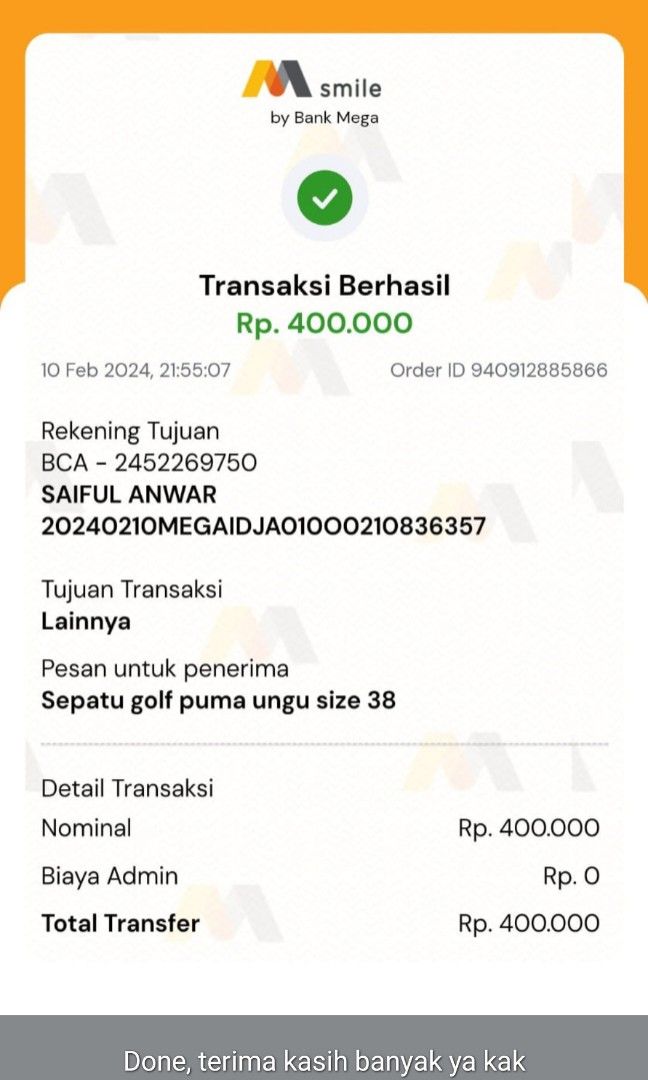 smile
by Bank Mega
Transaksi Berhasil
Rp. 400.000
10 Feb 2024, 21:55:07 Order ID 940912885866
Rekening Tujuan
BCA - 2452269750
SAIFUL ANWAR
20240210MEGAIDJA010O0210836357
Tujuan Transaksi
Lainnya
Pesan untuk penerima
Sepatu golf puma ungu size 38
Detail Transaksi
Nominal Rp. 400.000
Biaya Admin Rp. 0
Total Transfer Rp. 400.000
Done, terima kasih banyak ya kak